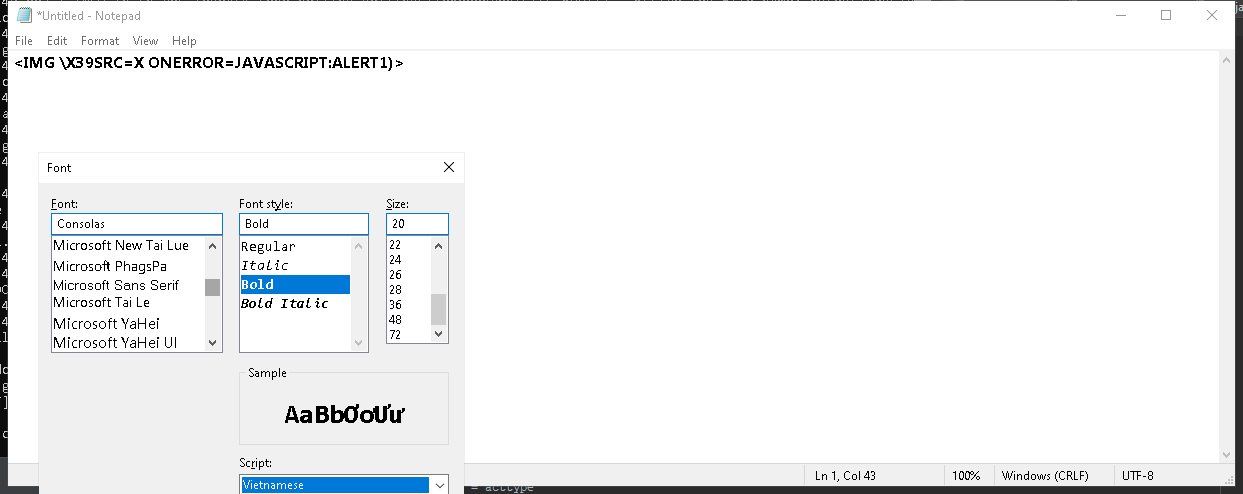 *Untitled - Notepad
File Edit Format View Help
<IMG \X39SRC=X ONERROR=JAVASCRIPT:ALERT1)>
Font
Font: Font style: Size:
Consolas Bold 20
Microsoft New Tai Lue Regular 22
Microsoft PhagsPa Italic 24
Microsoft Sans Serif Bold 26
Microsoft Tai Le Bold Italic 28
Microsoft YaHei 36
Microsoft YaHei UI 48
72
Sample
AaBbƠơƯư
Script:
Vietnamese
Ln 1, Col 43 100% Windows (CRLF) UTF-8
= acctype